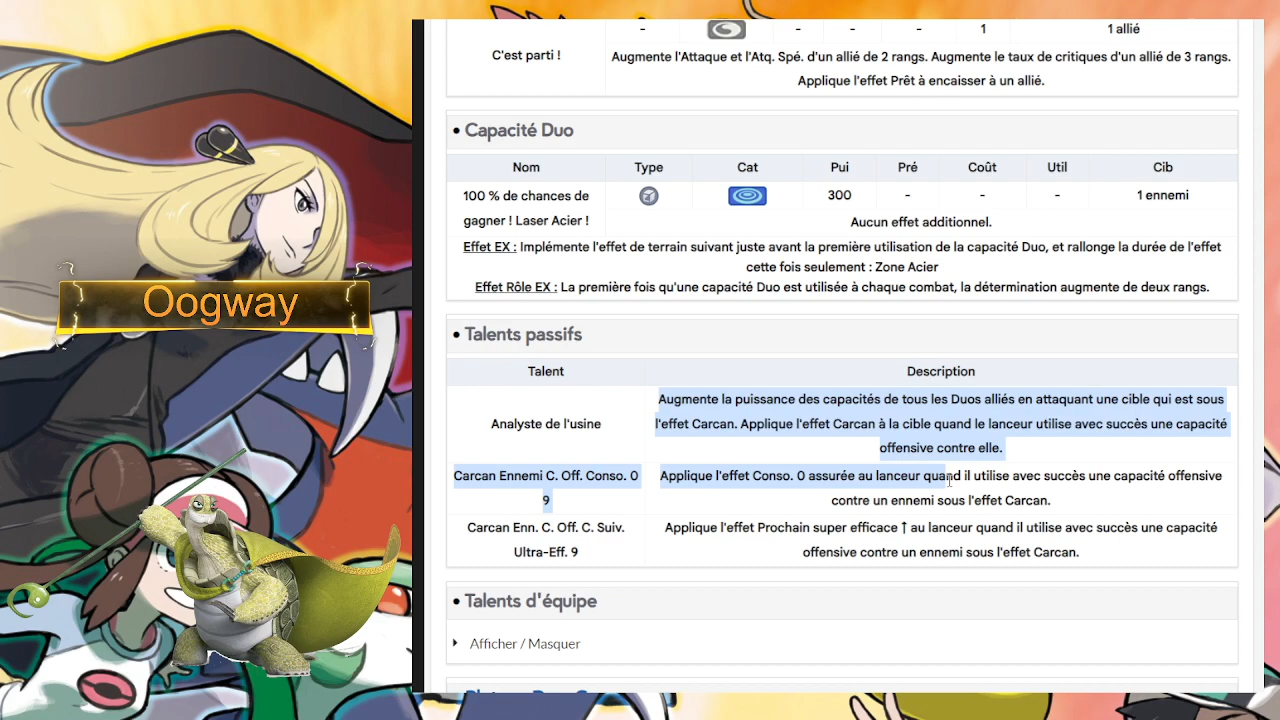 - - - - 1 1 allié
C'est parti !
Augmente l'Attaque et l'Atq. Spé. d'un allié de 2 rangs. Augmente le taux de critiques d'un allié de 3 rangs.
Applique l'effet Prêt à encaisser à un allié.
• Capacité Duo
Nom Type Cat Pui Pré Coût Util Cib
100 % de chances de
gagner ! Laser Acier !
300 - - - 1 ennemi
Aucun effet additionnel.
Effet EX : Implémente l'effet de terrain suivant juste avant la première utilisation de la capacité Duo, et rallonge la durée de l'effet
cette fois seulement : Zone Acier
Effet Rôle EX : La première fois qu'une capacité Duo est utilisée à chaque combat, la détermination augmente de deux rangs.
Oogway
• Talents passifs
Talent Description
Analyste de l'usine
Augmente la puissance des capacités de tous les Duos alliés en attaquant une cible qui est sous
l'effet Carcan. Applique l'effet Carcan à la cible quand le lanceur utilise avec succès une capacité
offensive contre elle.
Carcan Ennemi C. Off. Conso. 0
9
Applique l'effet Conso. 0 assurée au lanceur quand il utilise avec succès une capacité offensive
contre un ennemi sous l'effet Carcan.
Carcan Enn. C. Off. C. Suiv.
Ultra-Eff. 9
Applique l'effet Prochain super efficace ↑ au lanceur quand il utilise avec succès une capacité
offensive contre un ennemi sous l'effet Carcan.
• Talents d'équipe
Afficher / Masquer